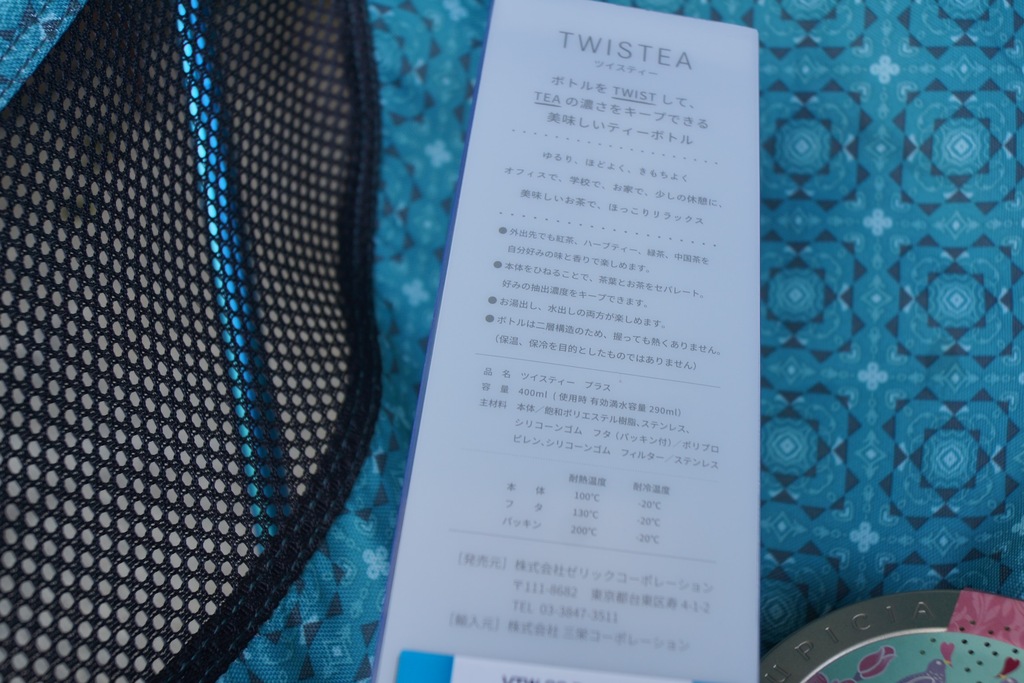 TWISTEA
ツイスティー
ボトルを TWIST して、
TEA の濃さをキープできる
美味しいティーボトル
ゆるり、ほどよく、きもちよく
オフィスで、学校で、お家で、少しの休憩に、
美味しいお茶で、ほっこりリラックス
●外出先でも紅茶、ハーブティー、緑茶、中国茶を
自分好みの味と香りで楽しめます。
●本体をひねることで、茶葉とお茶をセパレート。
好みの抽出濃度をキープできます。
●お湯出し、水出しの両方が楽しめます。
●ボトルは二層構造のため、握っても熱くありません。
(保温、保冷を目的としたものではありません)
品 名 ツイスティー プラス
容 量 400ml ( 使用時 有効満水容量 290ml)
主材料 本体/飽和ポリエステル樹脂、ステンレス、
シリコーンゴム フタ (パッキン付)/ポリプロ
ピレン、シリコーンゴム フィルター/ステンレス
耐熱温度 耐冷温度
本 体 100℃ -20℃
フ タ 130℃ -20℃
パッキン 200℃ -20℃
[発売元] 株式会社ゼリックコーポレーション
〒111-8682 東京都台東区寿 4-1-2
TEL 03-3847-3511
[輸入元] 株式会社 三栄コーポレーション
UPICIA